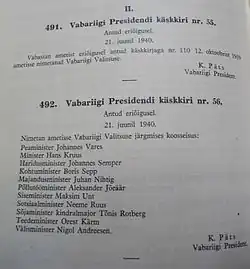 II.
491. Vabariigi Presidendi käskkiri nr. 55.
Antud eriõigusel
21. juunil 1940.
Vabastan ametist eriõigusel antud käskkirjaga nr. 110 12. oktoobrist 1939
ametisse nimetatud Vabariigi Valitsuse.
K. Päts
Vabariigi President.
492. Vabariigi Presidendi käskkiri nr. 56.
Antud eriõigusel
21. juunil 1940.
Nimetan ametisse Vabariigi Valitsuse järgmises koosseisus:
Peaminister Johannes Vares
Minister Hans Kruus
Haridusminister Johannes Semper
Kohtuminister Boris Sepp
Majandusminister Juhan Nihtig
Põllutööminister Aleksander Jõeäär
Siseminister Maksim Unt
Sotsiaalminister Neeme Ruus
Sõjaminister kindralmajor Tõnis Rotberg
Teedeminister Orest Kärm
Välisminister Nigol Andresen.
K. Päts
Vabariigi President.